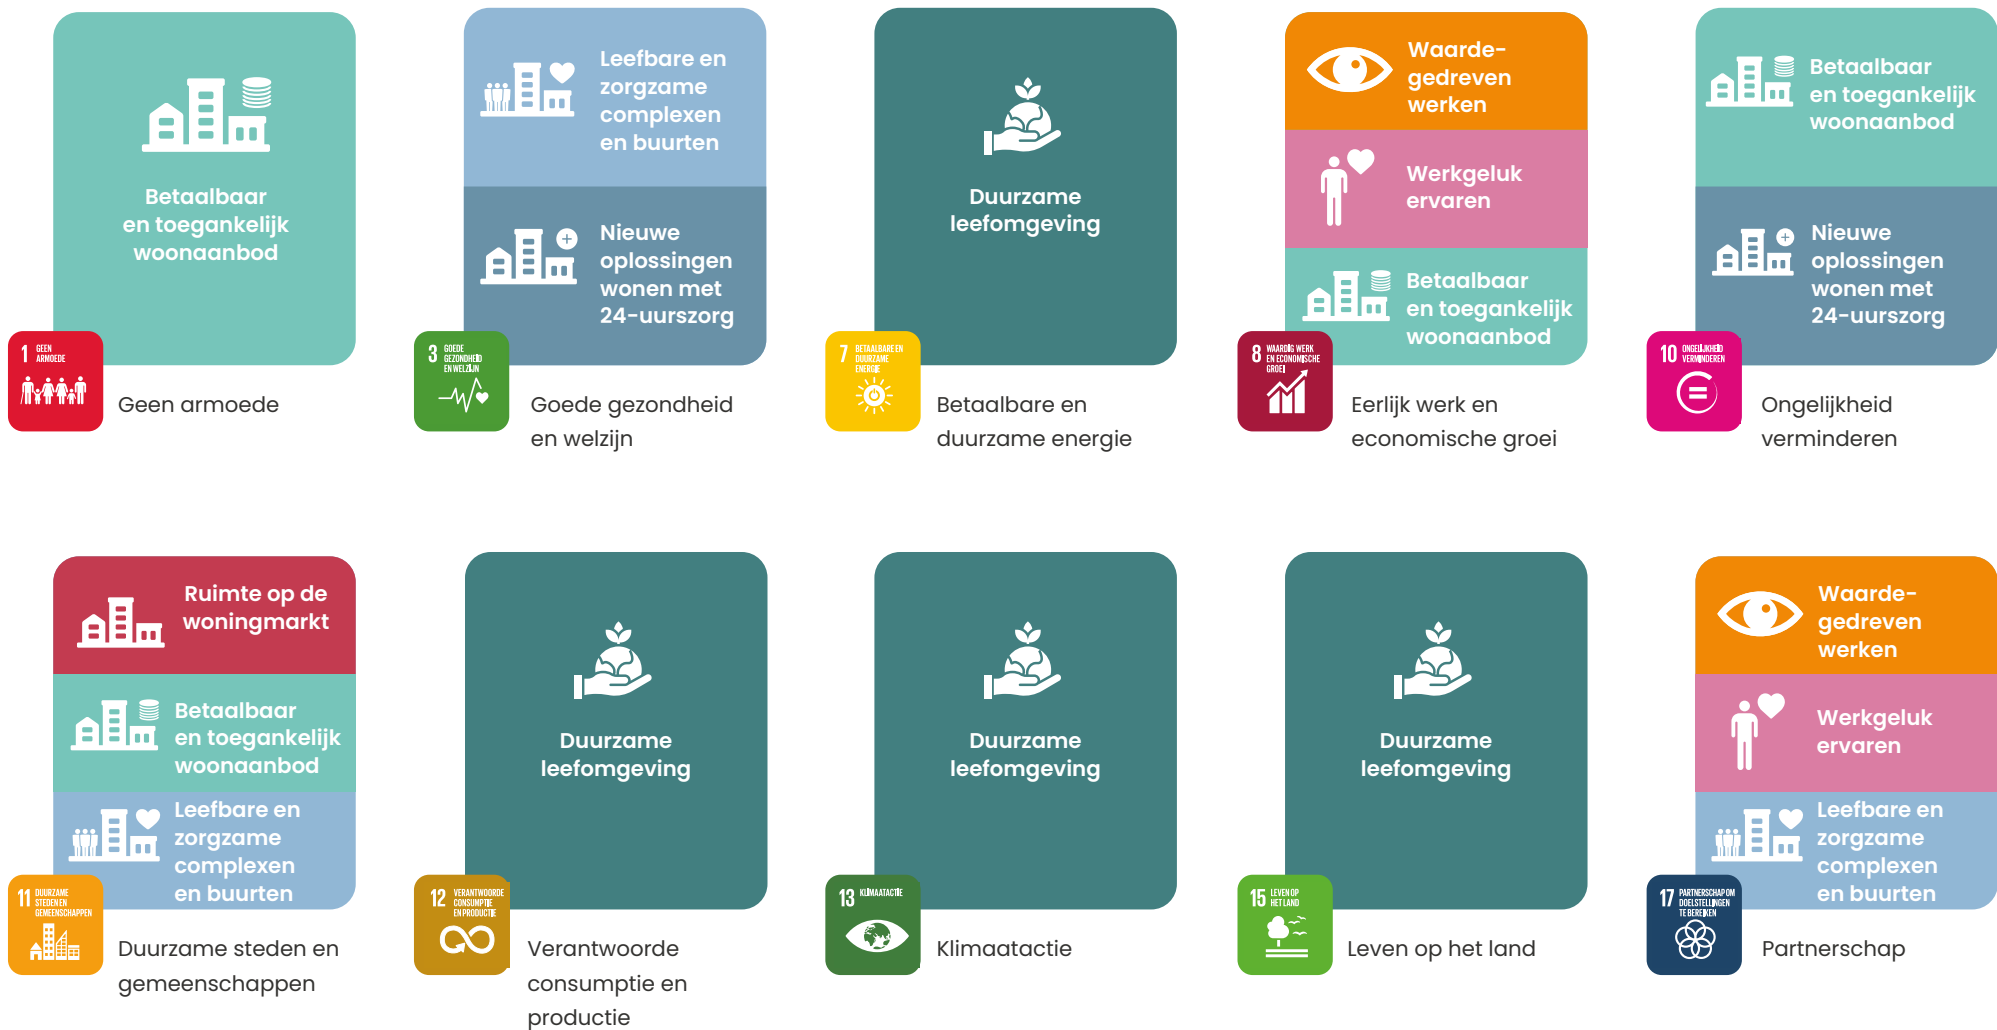 Betaalbaar
en toegankelijk
woonaanbod
1 GEEN
ARMOEDE
Geen armoede
Leefbare en
zorgzame
complexen
en buurten
Nieuwe
oplossingen
wonen met
24-uurszorg
3 GOEDE
GEZONDHEID
EN WELZIJN
Goede gezondheid
en welzijn
Duurzame
leefomgeving
7 BETAALBARE EN
DUURZAME
ENERGIE
Betaalbare en
duurzame energie
Waarde-
gedreven
werken
Werkgeluk
ervaren
Betaalbaar
en toegankelijk
woonaanbod
8 WAARDIG WERK
EN ECONOMISCHE
GROEI
Eerlijk werk en
economische groei
Betaalbaar
en toegankelijk
woonaanbod
Nieuwe
oplossingen
wonen met
24-uurszorg
10 ONGELIJKHEID
VERMINDEREN
Ongelijkheid
verminderen
Ruimte op de
woningmarkt
Betaalbaar
en toegankelijk
woonaanbod
Leefbare en
zorgzame
complexen
en buurten
11 DUURZAME
STEDEN EN
GEMEENSCHAPPEN
Duurzame steden en
gemeenschappen
Duurzame
leefomgeving
12 VERANTWOORDE
CONSUMPTIE
EN PRODUCTIE
Verantwoorde
consumptie en
productie
Duurzame
leefomgeving
13 KLIMAATACTIE
Klimaatactie
Duurzame
leefomgeving
15 LEVEN OP
HET LAND
Leven op het land
Waarde-
gedreven
werken
Werkgeluk
ervaren
Leefbare en
zorgzame
complexen
en buurten
17 PARTNERSCHAP OM
DOELSTELLINGEN
TE BEREIKEN
Partnerschap